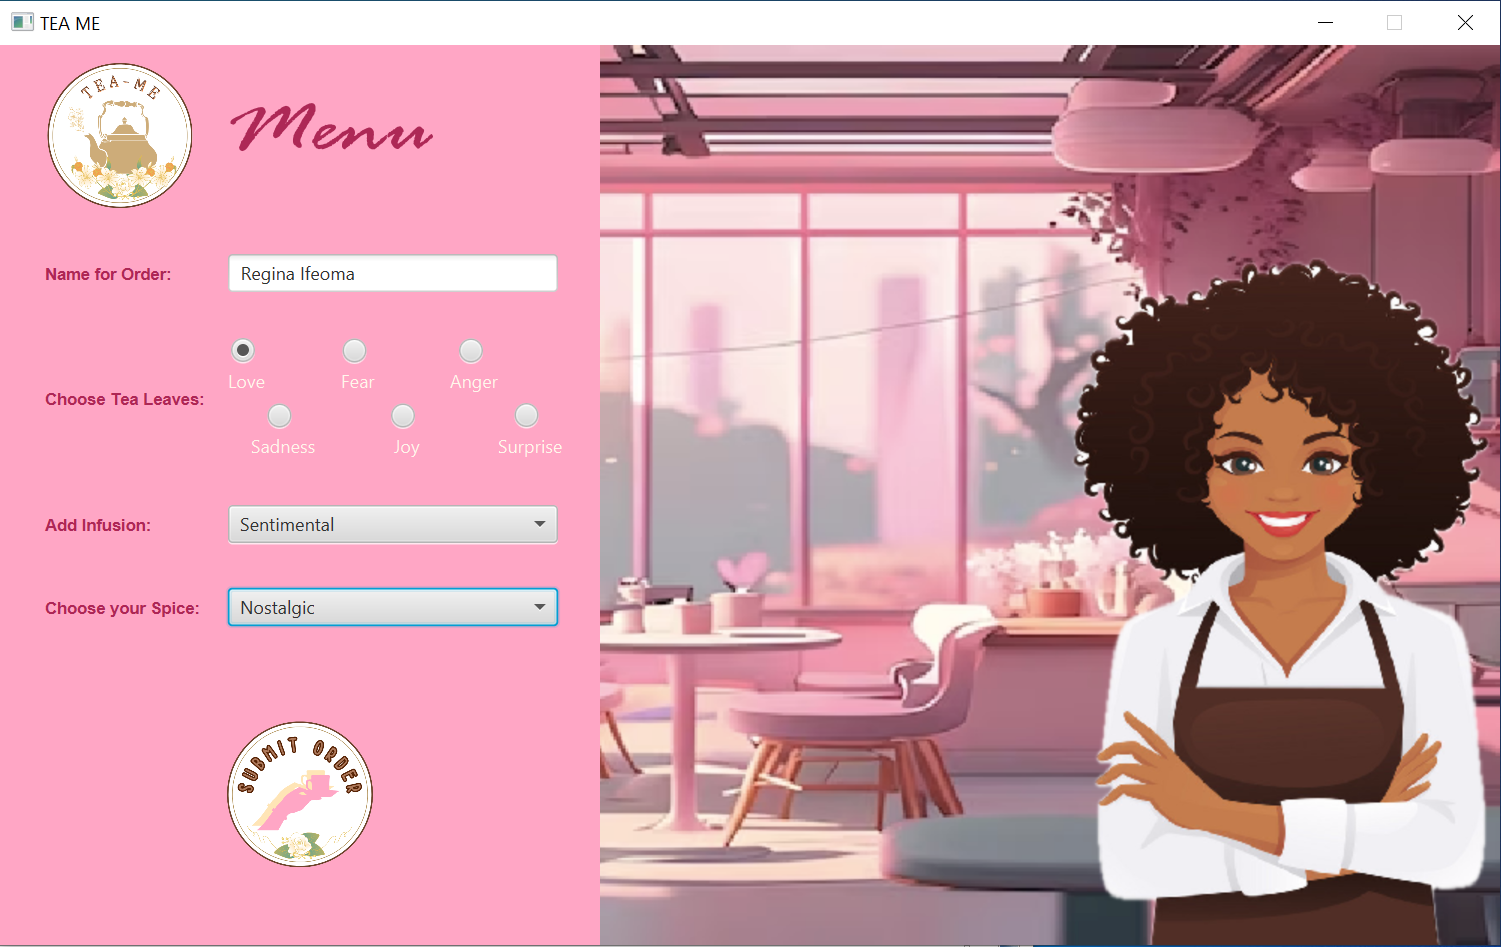 TEA ME
TEA-ME
Menu
Name for Order:
Regina Ifeoma
Choose Tea Leaves:
Love
Fear
Anger
Sadness
Joy
Surprise
Add Infusion:
Sentimental
Choose your Spice:
Nostalgic
SUBMIT ORDER